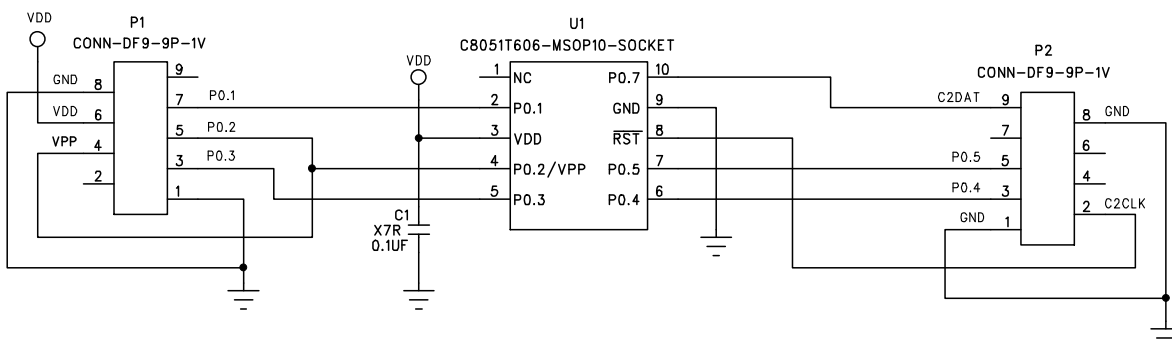 VDD
P1
CONN-DF9-9P-1V
GND
8
VDD
6
VPP
4
2
9
7
P0.1
5
P0.2
3
P0.3
1
VDD
C1
X7R
0.1UF
U1
C8051T606-MSOP10-SOCKET
1
NC
P0.7
10
2
P0.1
GND
9
3
VDD
RST
8
4
P0.2/VPP
P0.5
7
5
P0.3
P0.4
6
P2
CONN-DF9-9P-1V
C2DAT
9
7
P0.5
5
P0.4
3
GND
1
8
GND
6
4
2
C2CLK